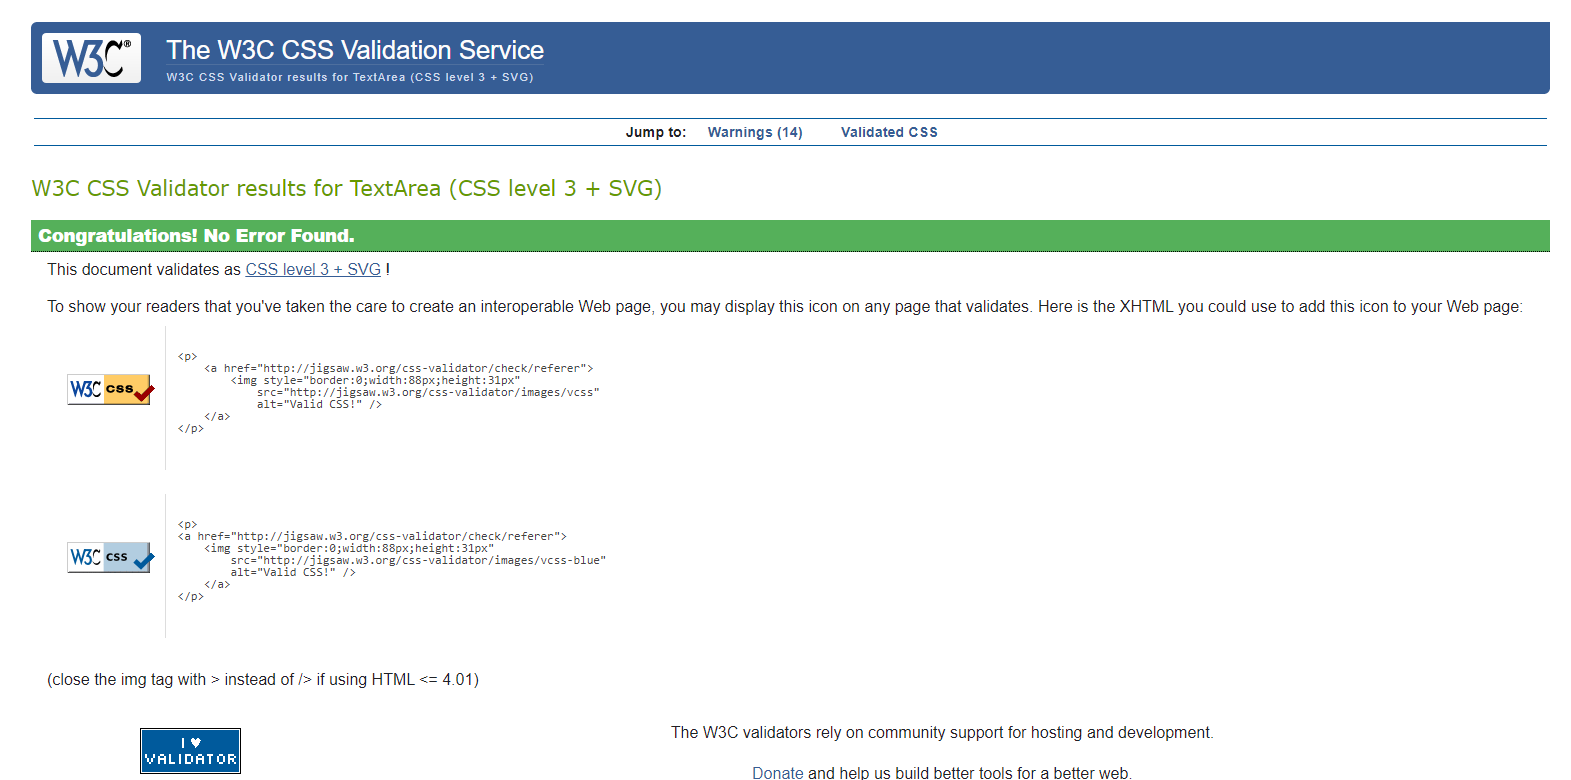 W3C®
The W3C CSS Validation Service
W3C CSS Validator results for TextArea (CSS level 3 + SVG)
Jump to: Warnings (14) Validated CSS
W3C CSS Validator results for TextArea (CSS level 3 + SVG)
Congratulations! No Error Found.
This document validates as CSS level 3 + SVG !
To show your readers that you've taken the care to create an interoperable Web page, you may display this icon on any page that validates. Here is the XHTML you could use to add this icon to your Web page:
W3C css
<p>
    <a href="http://jigsaw.w3.org/css-validator/check/referer">
        <img style="border:0;width:88px;height:31px"
            src="http://jigsaw.w3.org/css-validator/images/vcss"
            alt="Valid CSS!" />
    </a>
</p>
W3C css
<p>
<a href="http://jigsaw.w3.org/css-validator/check/referer">
    <img style="border:0;width:88px;height:31px"
        src="http://jigsaw.w3.org/css-validator/images/vcss-blue"
        alt="Valid CSS!" />
    </a>
</p>
(close the img tag with > instead of /> if using HTML <= 4.01)
I ♥
VALIDATOR
The W3C validators rely on community support for hosting and development.
Donate and help us build better tools for a better web.